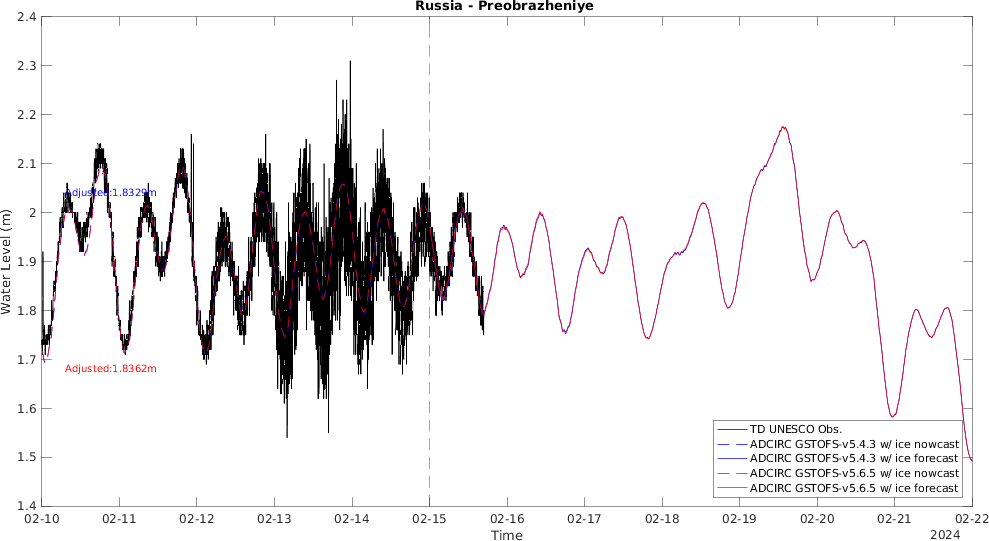 Russia - Preobrazheniye
2.4
2.3
2.2
2.1
2
1.9
1.8
1.7
1.6
1.5
1.4
Water Level (m)
Adjusted:1.8329m
Adjusted:1.8362m
TD UNESCO Obs.
ADCIRC GSTOFS-v5.4.3 w/ ice nowcast
ADCIRC GSTOFS-v5.4.3 w/ ice forecast
ADCIRC GSTOFS-v5.6.5 w/ ice nowcast
ADCIRC GSTOFS-v5.6.5 w/ ice forecast
02-10 02-11 02-12 02-13 02-14 02-15 02-16 02-17 02-18 02-19 02-20 02-21 02-22
Time
2024